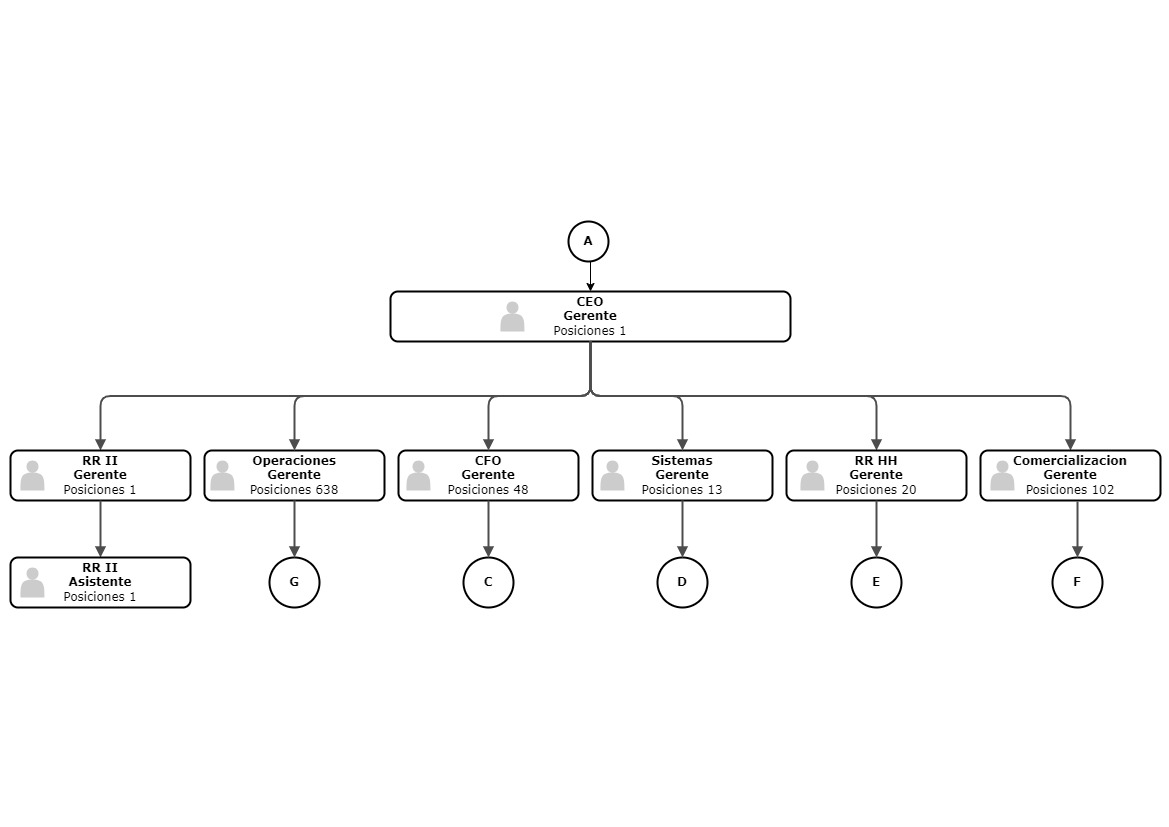 A
CEO
Gerente
Posiciones 1
RR II
Gerente
Posiciones 1
Operaciones
Gerente
Posiciones 638
CFO
Gerente
Posiciones 48
Sistemas
Gerente
Posiciones 13
RR HH
Gerente
Posiciones 20
Comercializacion
Gerente
Posiciones 102
RR II
Asistente
Posiciones 1
G
C
D
E
F